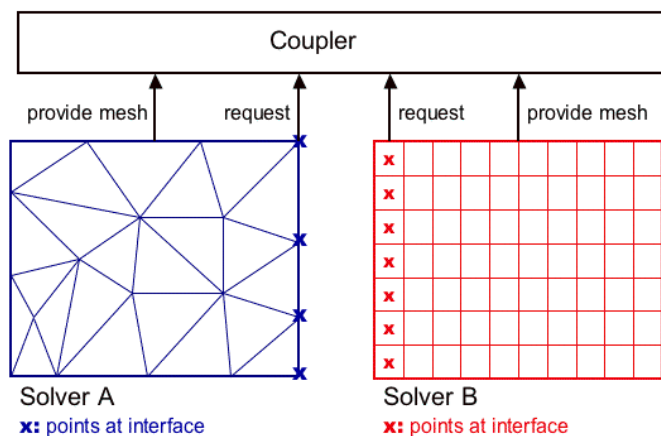 Coupler
provide mesh
request
request
provide mesh
x
x
x
x
x
x
x
x
x
x
x
Solver A
x: points at interface
Solver B
x: points at interface